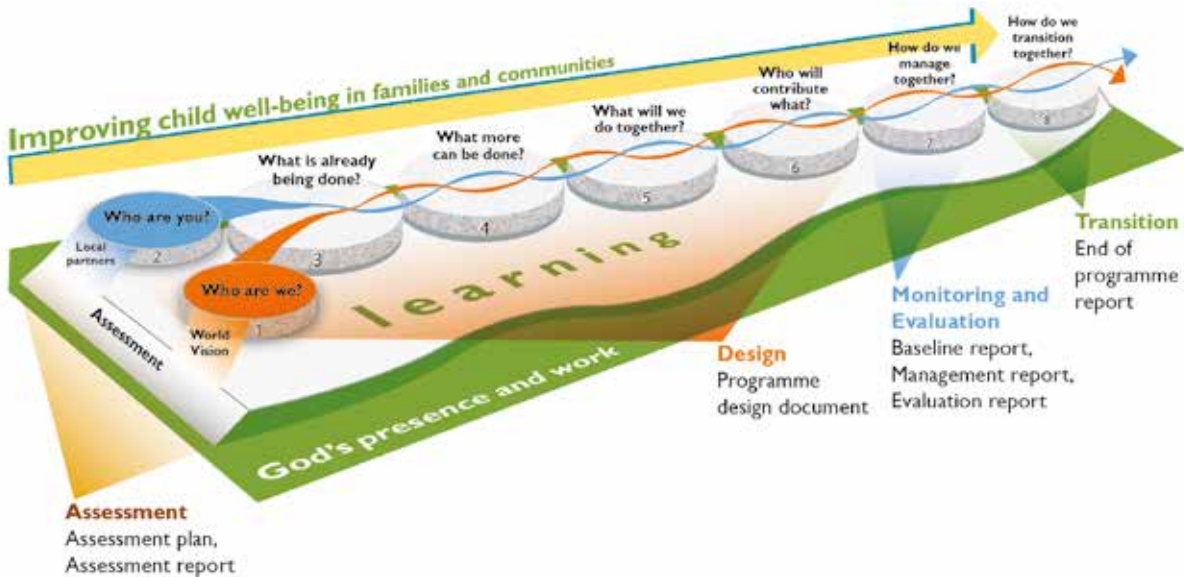 Improving child well-being in families and communities
Who are we?
1
World
Vision
Who are you?
Local
partners
2
What is already
being done?
3
What more
can be done?
4
What will we
do together?
5
Who will
contribute
what?
6
How do we
manage
together?
7
How do we
transition
together?
8
Assessment
learning
God's presence and work
Assessment
Assessment plan,
Assessment report
Design
Programme
design document
Monitoring and
Evaluation
Baseline report,
Management report,
Evaluation report
Transition
End of
programme
report